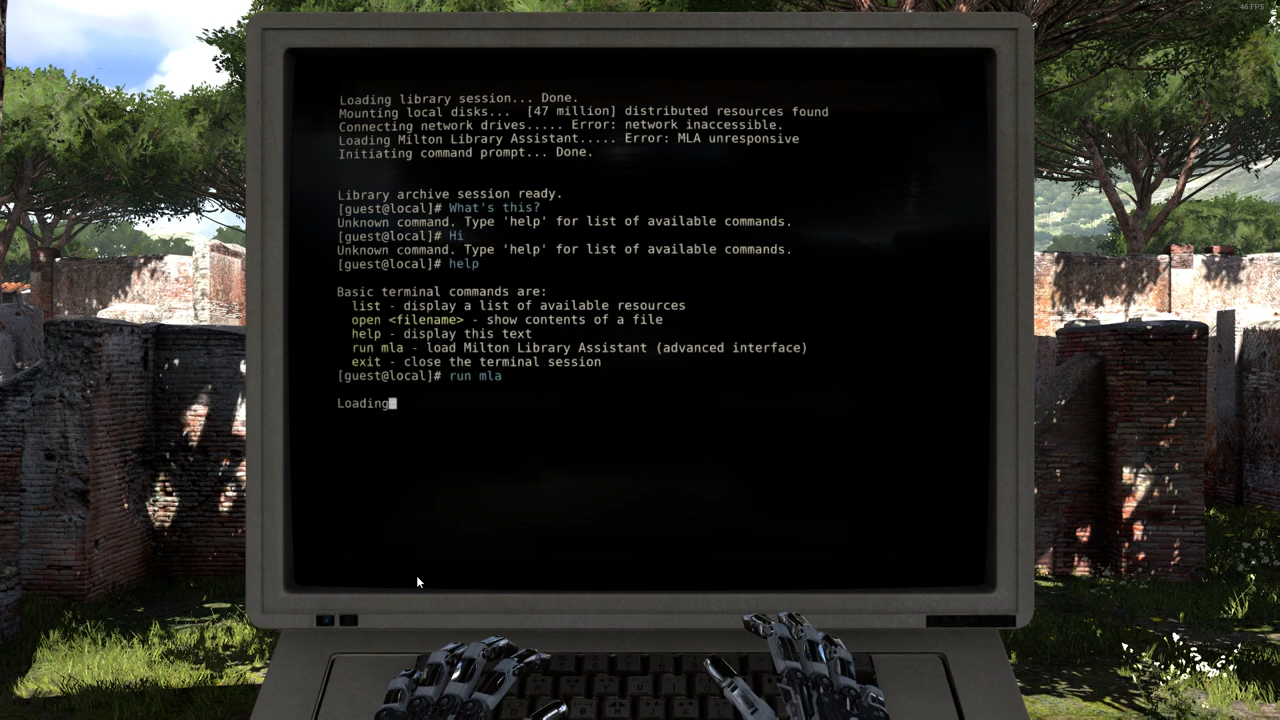 46 FPS
Loading library session... Done.
Mounting local disks...  [47 million] distributed resources found
Connecting network drives..... Error: network inaccessible.
Loading Milton Library Assistant..... Error: MLA unresponsive
Initiating command prompt... Done.
Library archive session ready.
[guest@local]# What's this?
Unknown command. Type 'help' for list of available commands.
[guest@local]# Hi
Unknown command. Type 'help' for list of available commands.
[guest@local]# help
Basic terminal commands are:
list - display a list of available resources
open <filename> - show contents of a file
help - display this text
run mla - load Milton Library Assistant (advanced interface)
exit - close the terminal session
[guest@local]# run mla
Loading